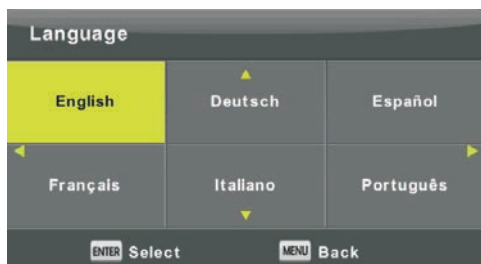 Language
English Deutsch Español
Français Italiano Português
ENTER Select MENU Back